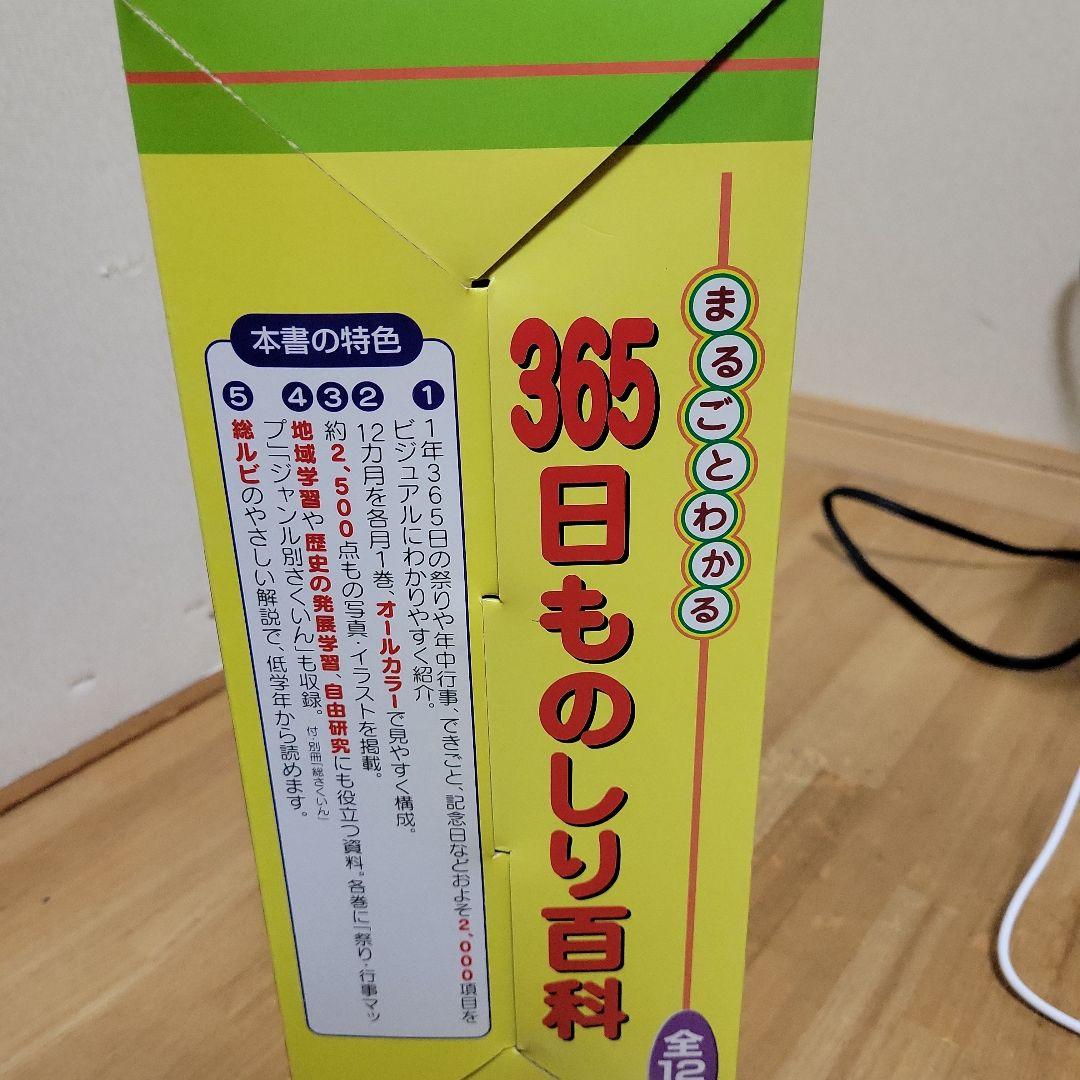 まるごとわかる
365日ものしり百科
全12
本書の特色
❶1年365日の祭りや年中行事、できごと、記念日などおよそ2,000項目を
ビジュアルにわかりやすく紹介。
❷12カ月を各月1巻、オールカラーで見やすく構成。
❸約2,500点もの写真・イラストを掲載。
❹地域学習や歴史の発展学習、自由研究にも役立つ資料。各巻に「祭り・行事マッ
プ」「ジャンル別さくいん」も収録。付・別冊「総さくいん」
❺総ルビのやさしい解説で、低学年から読めます。